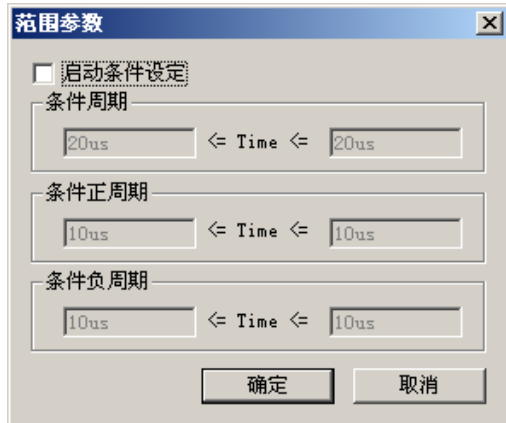 范围参数
启动条件设定
条件周期
20us <= Time <= 20us
条件正周期
10us <= Time <= 10us
条件负周期
10us <= Time <= 10us
确定 取消